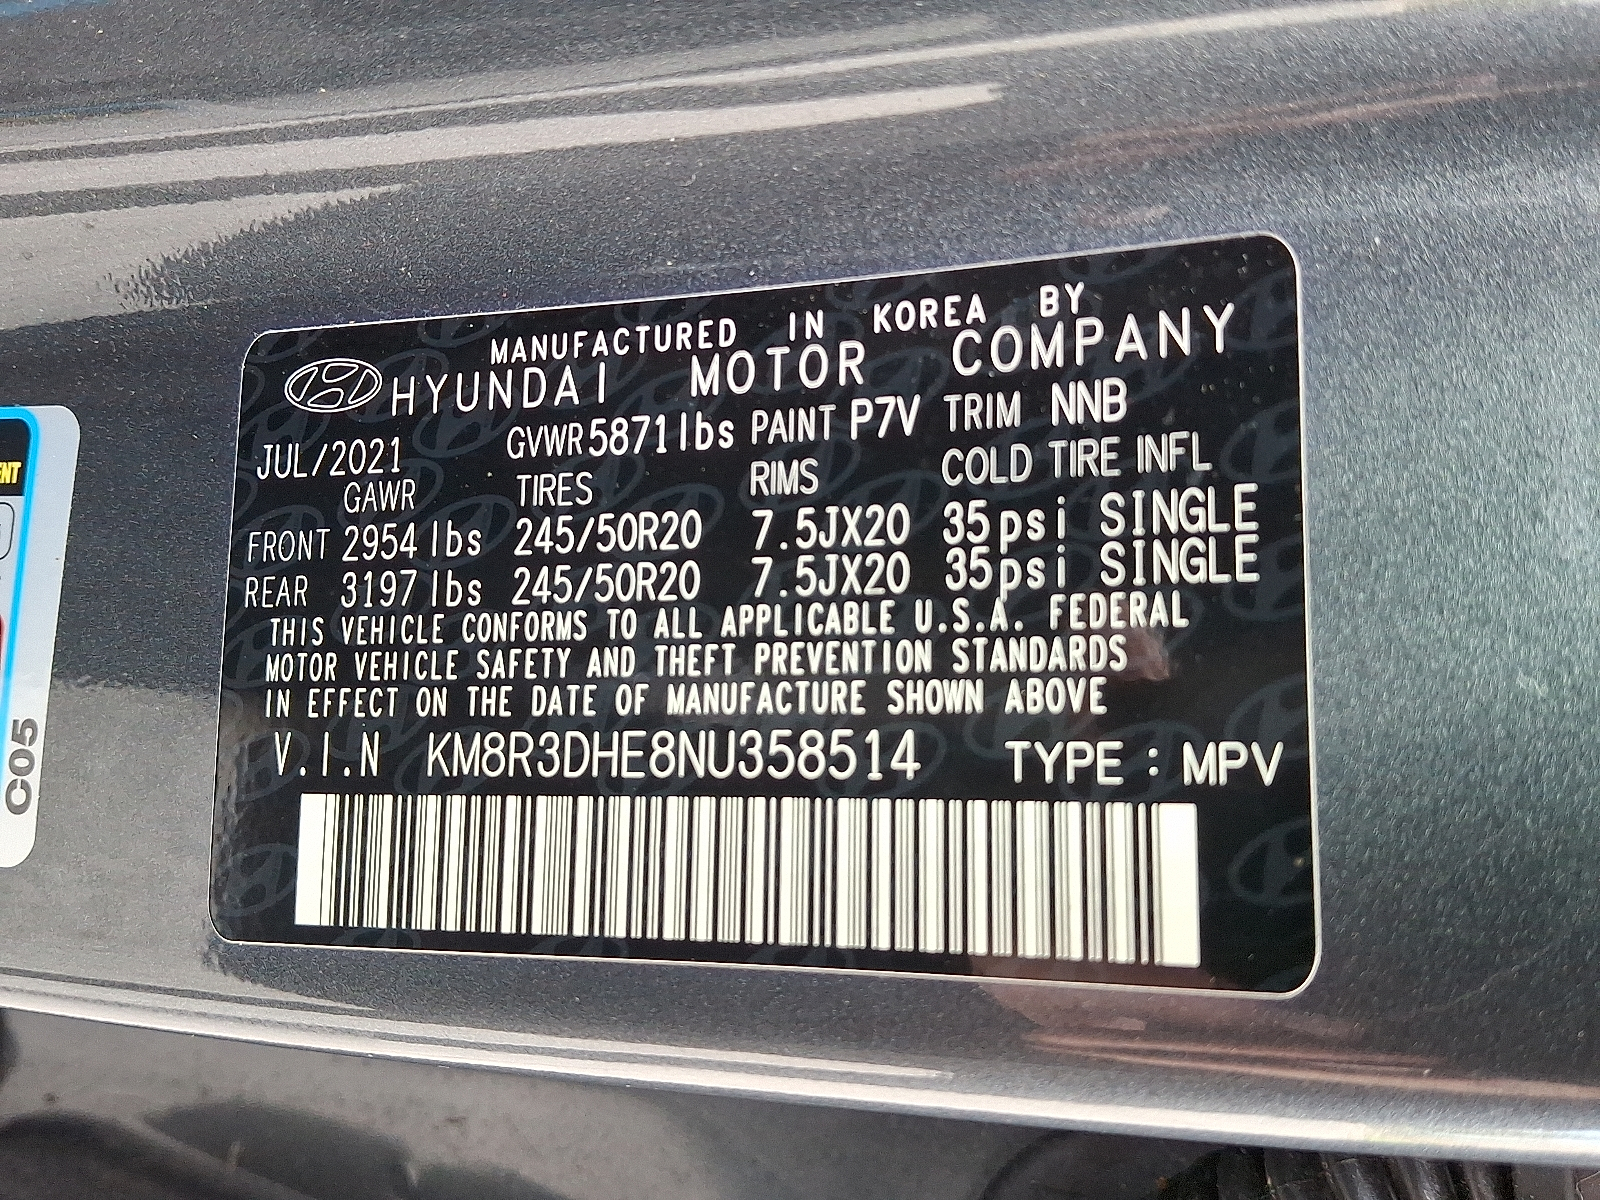 MANUFACTURED IN KOREA BY
HYUNDAI MOTOR COMPANY
JUL/2021 GVWR 5871 lbs PAINT P7V TRIM NNB
GAWR TIRES RIMS COLD TIRE INFL
FRONT 2954 lbs 245/50R20 7.5JX20 35psi SINGLE
REAR 3197 lbs 245/50R20 7.5JX20 35psi SINGLE
THIS VEHICLE CONFORMS TO ALL APPLICABLE U.S.A. FEDERAL
MOTOR VEHICLE SAFETY AND THEFT PREVENTION STANDARDS
IN EFFECT ON THE DATE OF MANUFACTURE SHOWN ABOVE
V.I.N KM8R3DHE8NU358514 TYPE : MPV
C05